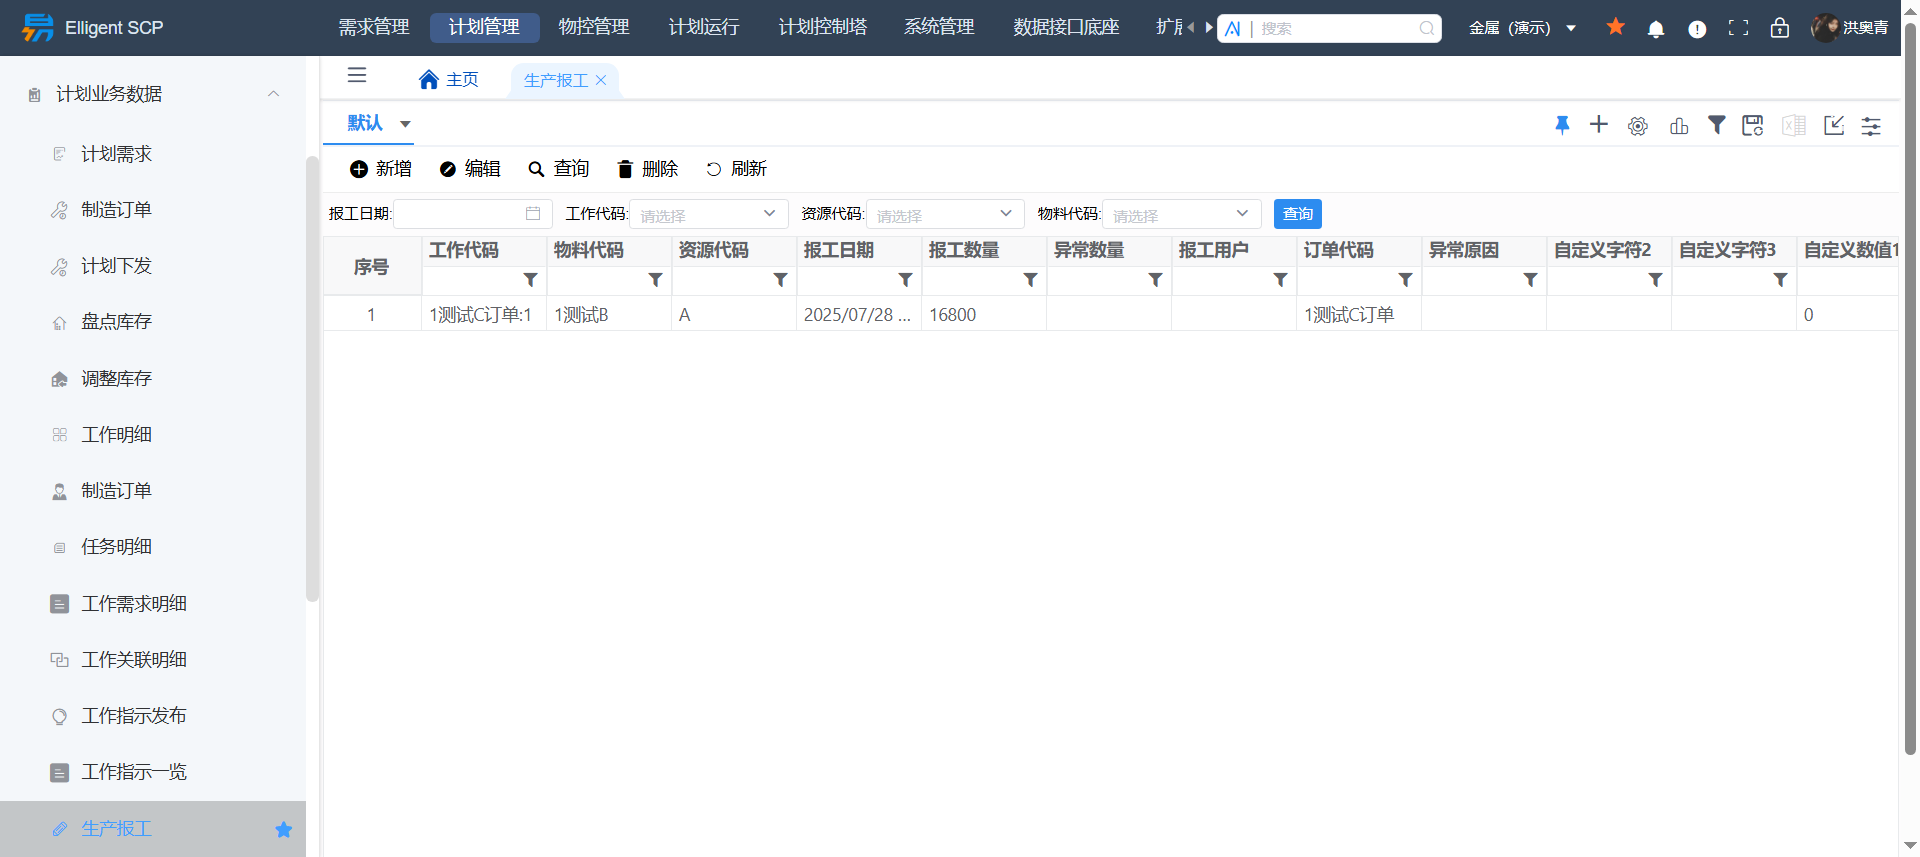 Elligent SCP
需求管理 计划管理 物控管理 计划运行 计划控制塔 系统管理 数据接口底座
搜索
金属 (演示)
洪奥青
计划业务数据
计划需求
制造订单
计划下发
盘点库存
调整库存
工作明细
制造订单
任务明细
工作需求明细
工作关联明细
工作指示发布
工作指示一览
生产报工
主页 生产报工
默认
新增 编辑 查询 删除 刷新
报工日期: 工作代码: 请选择 资源代码: 请选择 物料代码: 请选择 查询
序号 工作代码 物料代码 资源代码 报工日期 报工数量 异常数量 报工用户 订单代码 异常原因 自定义字符2 自定义字符3 自定义数值1
1 1测试C订单:1 1测试B A 2025/07/28 ... 16800 1测试C订单 0